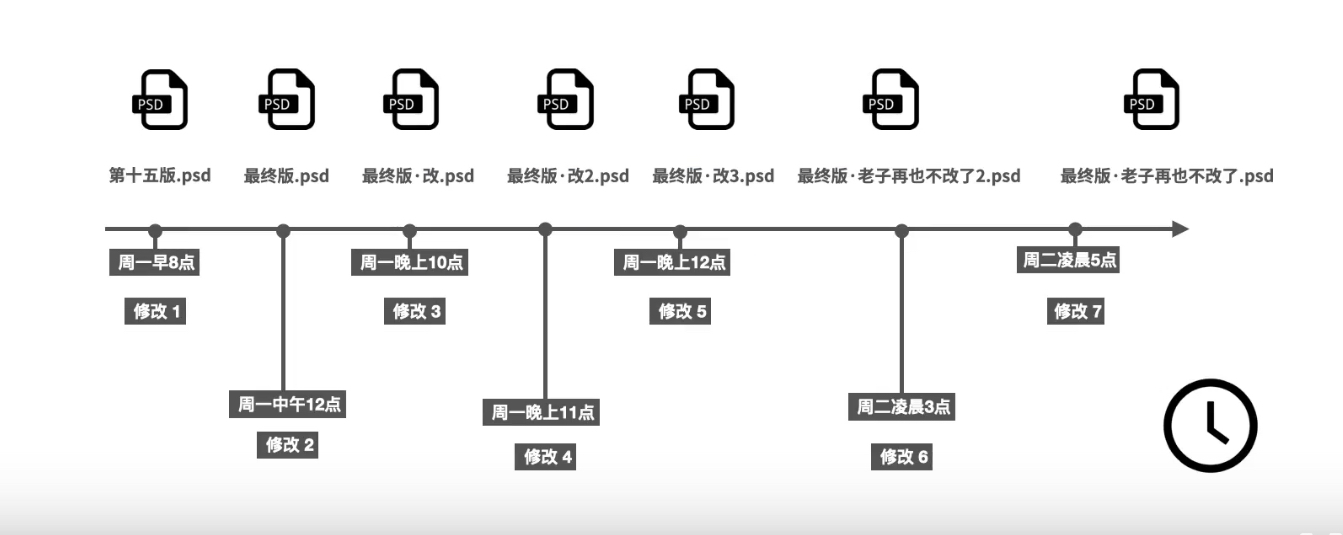 PSD PSD PSD PSD PSD PSD PSD
第十五版.psd 最终版.psd 最终版·改.psd 最终版·改2.psd 最终版·改3.psd 最终版·老子再也不改了2.psd 最终版·老子再也不改了.psd
周一早8点 周一晚上10点 周一晚上12点 周二凌晨5点
修改 1 修改 3 修改 5 修改 7
周一中午12点 周一晚上11点 周二凌晨3点
修改 2 修改 4 修改 6